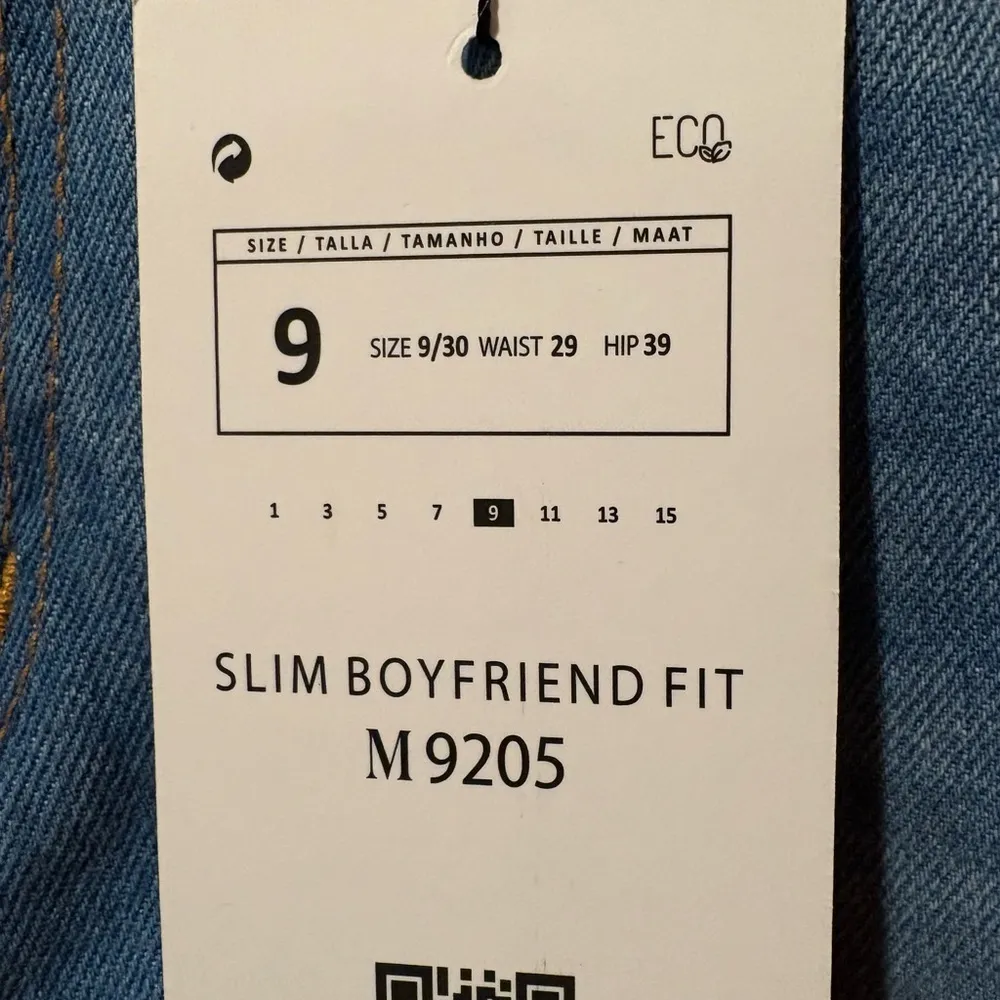 ECO
SIZE / TALLA / TAMANHO / TAILLE / MAAT
9 SIZE 9/30 WAIST 29 HIP 39
1 3 5 7 9 11 13 15
SLIM BOYFRIEND FIT
M9205